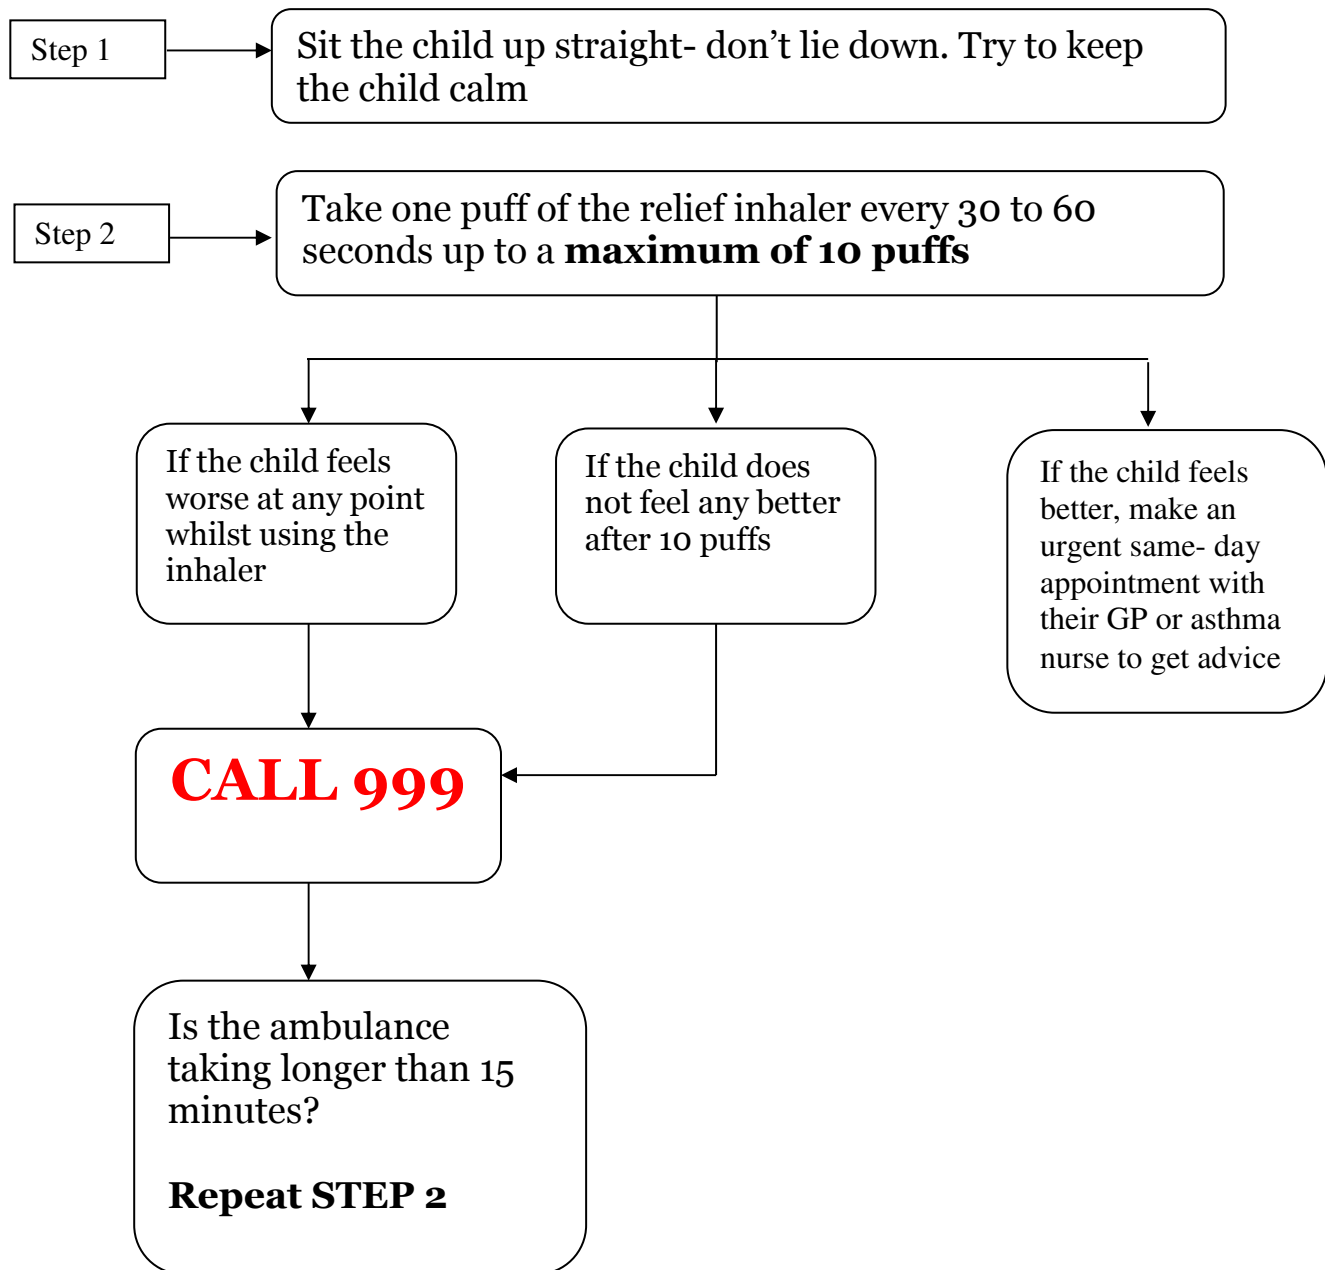 Step 1
Sit the child up straight- don’t lie down. Try to keep
the child calm
Step 2
Take one puff of the relief inhaler every 30 to 60
seconds up to a maximum of 10 puffs
If the child feels
worse at any point
whilst using the
inhaler
If the child does
not feel any better
after 10 puffs
If the child feels
better, make an
urgent same- day
appointment with
their GP or asthma
nurse to get advice
CALL 999
Is the ambulance
taking longer than 15
minutes?
Repeat STEP 2